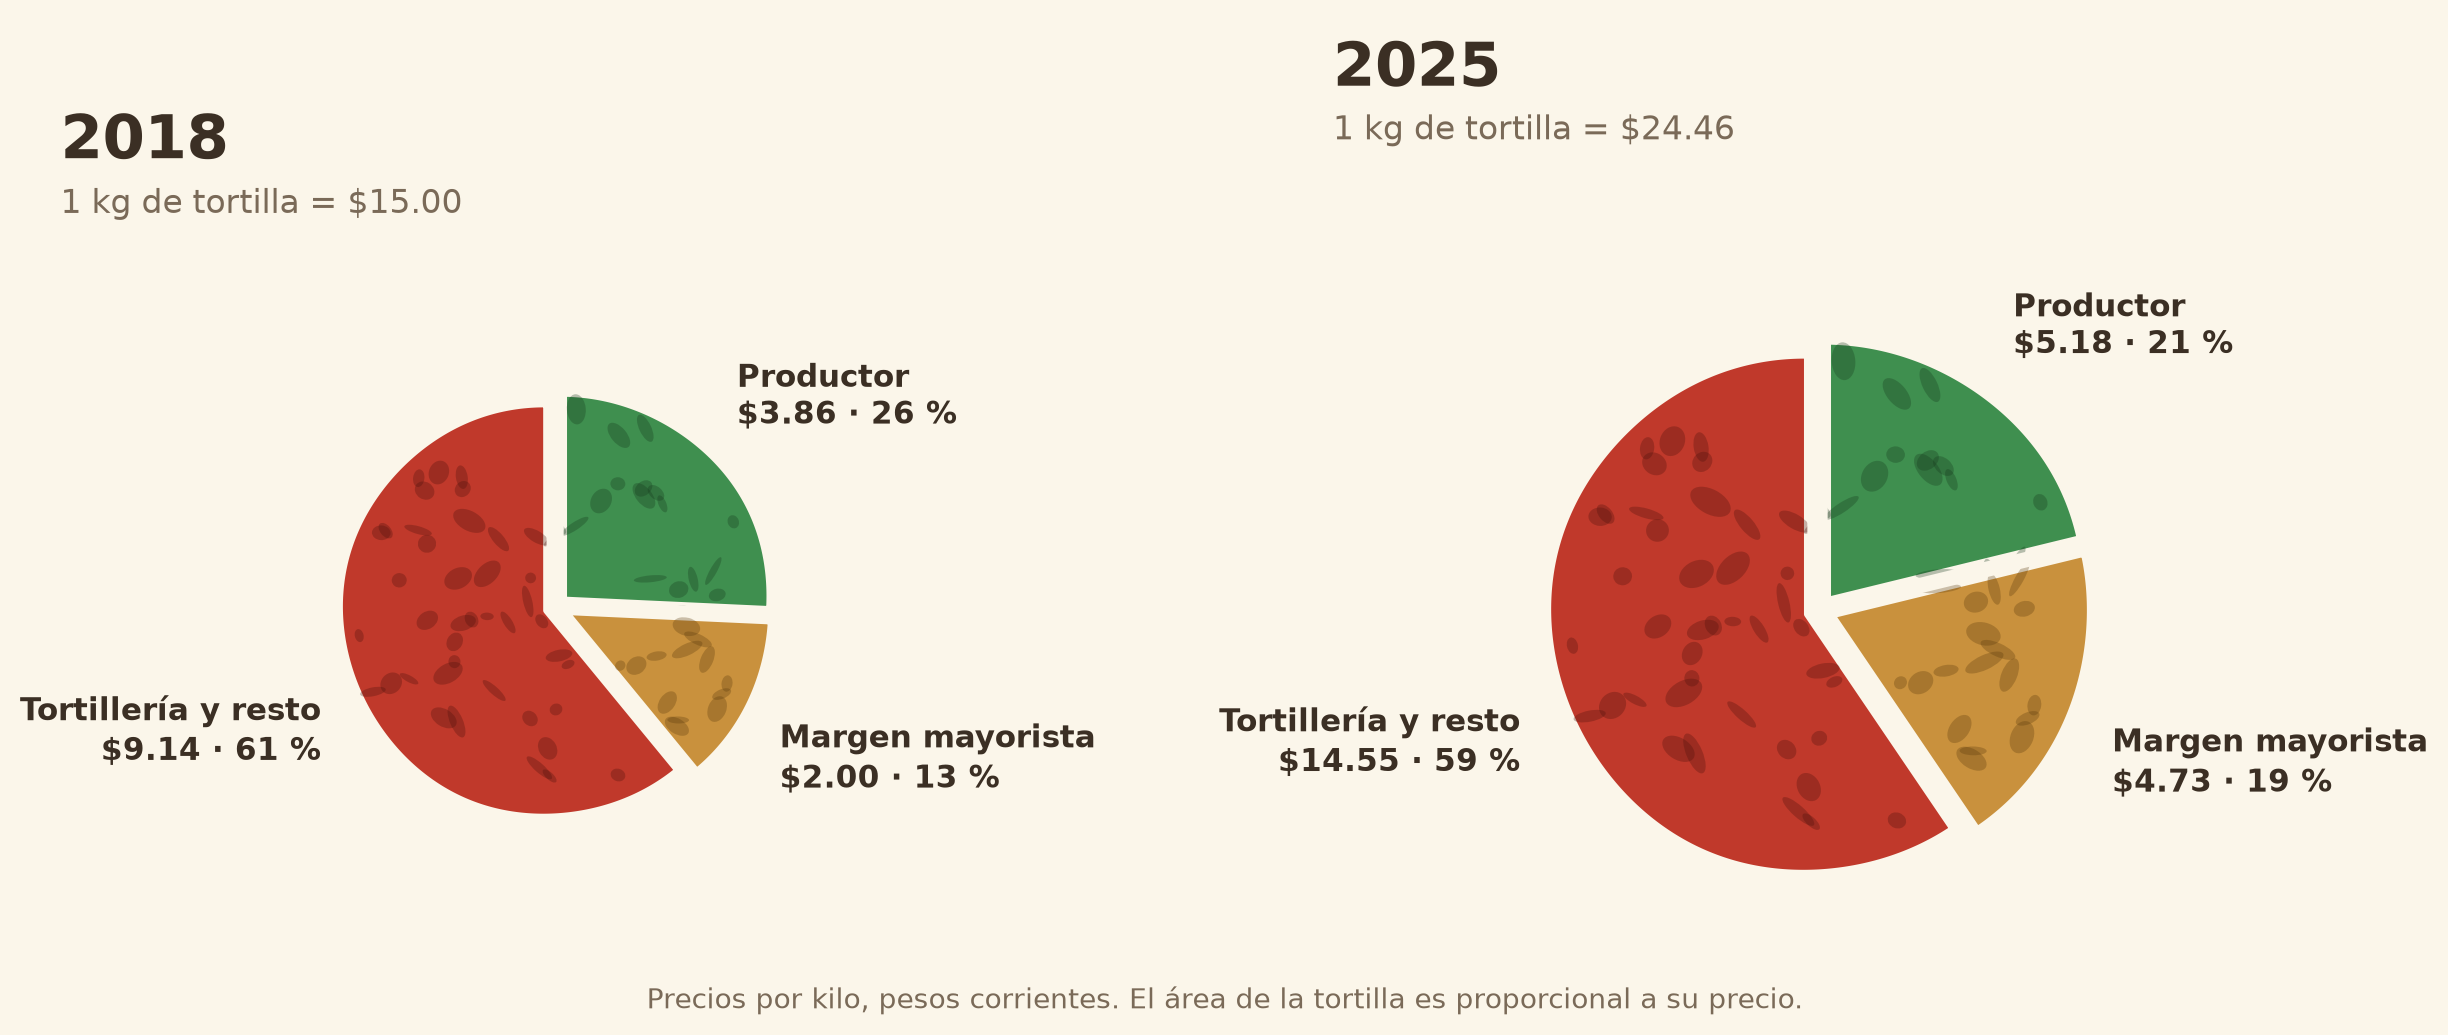 2018
1 kg de tortilla = $15.00
Productor
$3.86 · 26 %
Tortillería y resto
$9.14 · 61 %
Margen mayorista
$2.00 · 13 %
2025
1 kg de tortilla = $24.46
Productor
$5.18 · 21 %
Tortillería y resto
$14.55 · 59 %
Margen mayorista
$4.73 · 19 %
Precios por kilo, pesos corrientes. El área de la tortilla es proporcional a su precio.